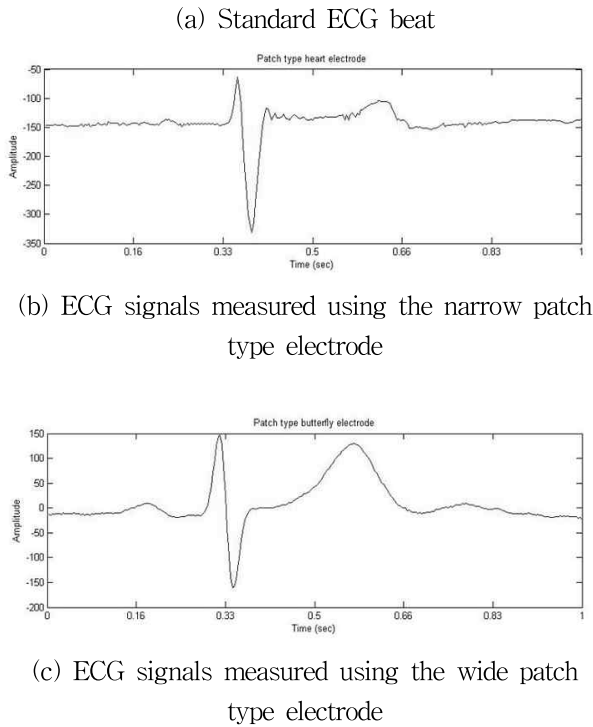 (a) Standard ECG beat
Patch type heart electrode
-50
-100
-150
-200
-250
-300
-350
Amplitude
0 0.16 0.33 0.5 0.66 0.83 1
Time (sec)
(b) ECG signals measured using the narrow patch
type electrode
Patch type butterfly electrode
150
100
50
0
-50
-100
-150
-200
Amplitude
0 0.16 0.33 0.5 0.66 0.83 1
Time (sec)
(c) ECG signals measured using the wide patch
type electrode